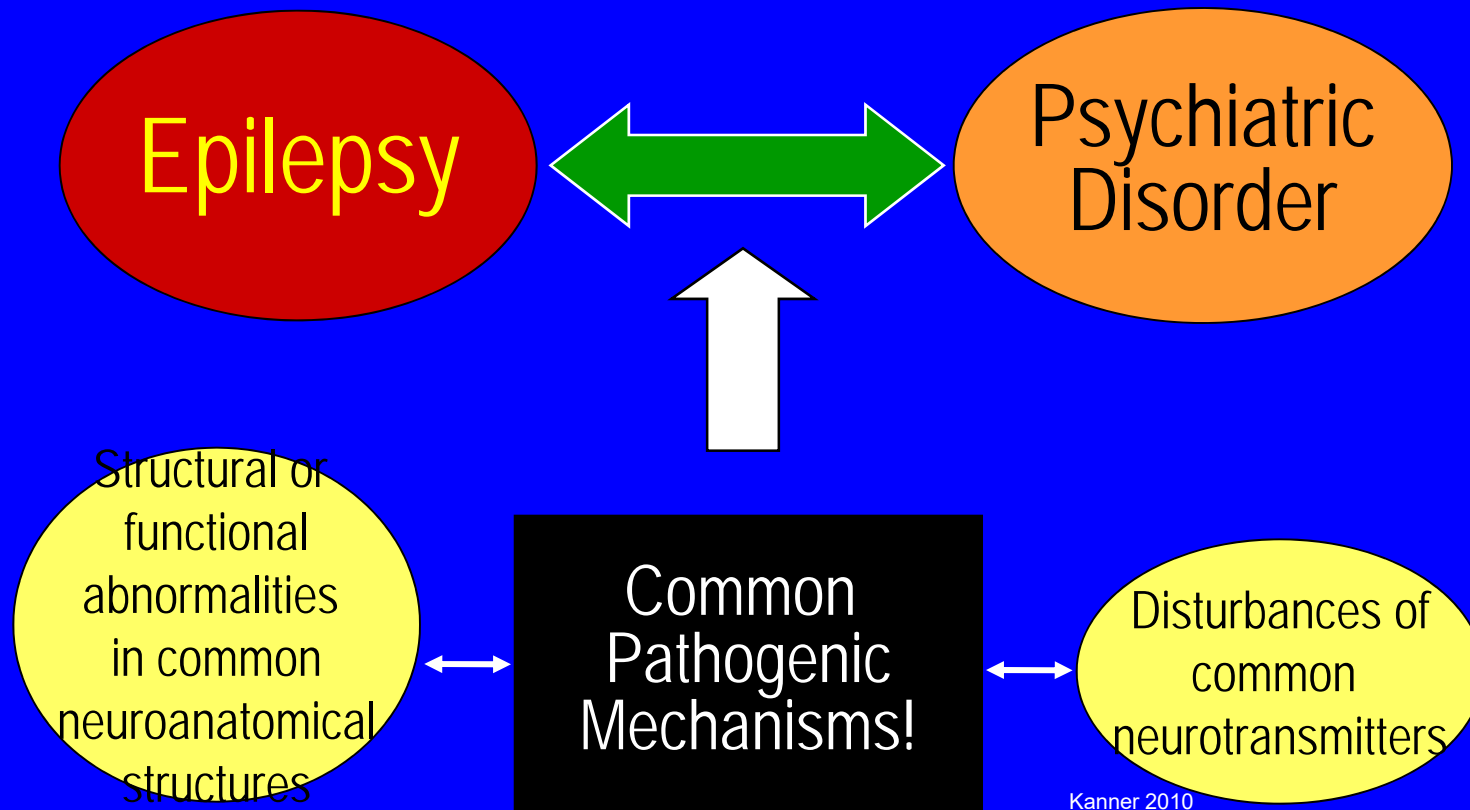 Epilepsy
Psychiatric
Disorder
Structural or
functional
abnormalities
in common
neuroanatomical
structures
Common
Pathogenic
Mechanisms!
Disturbances of
common
neurotransmitters
Kanner 2010